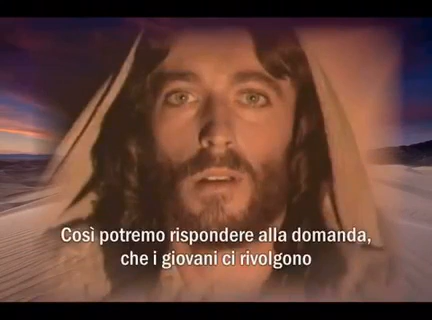 Così potremo rispondere alla domanda,
che i giovani ci rivolgono